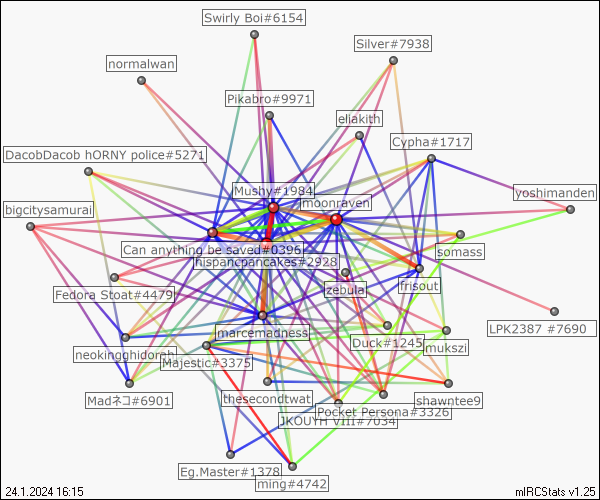 Swirly Boi#6154
Silver#7938
normalwan
Pikabro#9971
eliakith
Cypha#1717
DacobDacob hORNY police#5271
Mushy#1984
yoshimanden
moonraven
bigcitysamurai
Can anything be saved#0396
somass
hispancpancakes#2928
zebula
frisout
Fedora Stoat#4479
LPK2387 #7690
marcemadness
Duck#1245
mukszi
neokingghidorah
Majestic#3375
Madネコ#6901
thesecondtwat
shawntee9
Pocket Persona#3326
JKOUYH VIII#7034
Eg.Master#1378
ming#4742
24.1.2024 16:15
mIRCStats v1.25